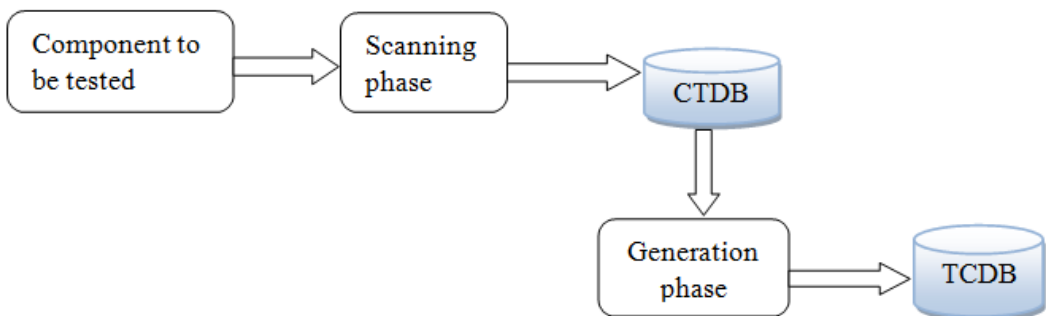 Component to
be tested
Scanning
phase
CTDB
Generation
phase
TCDB